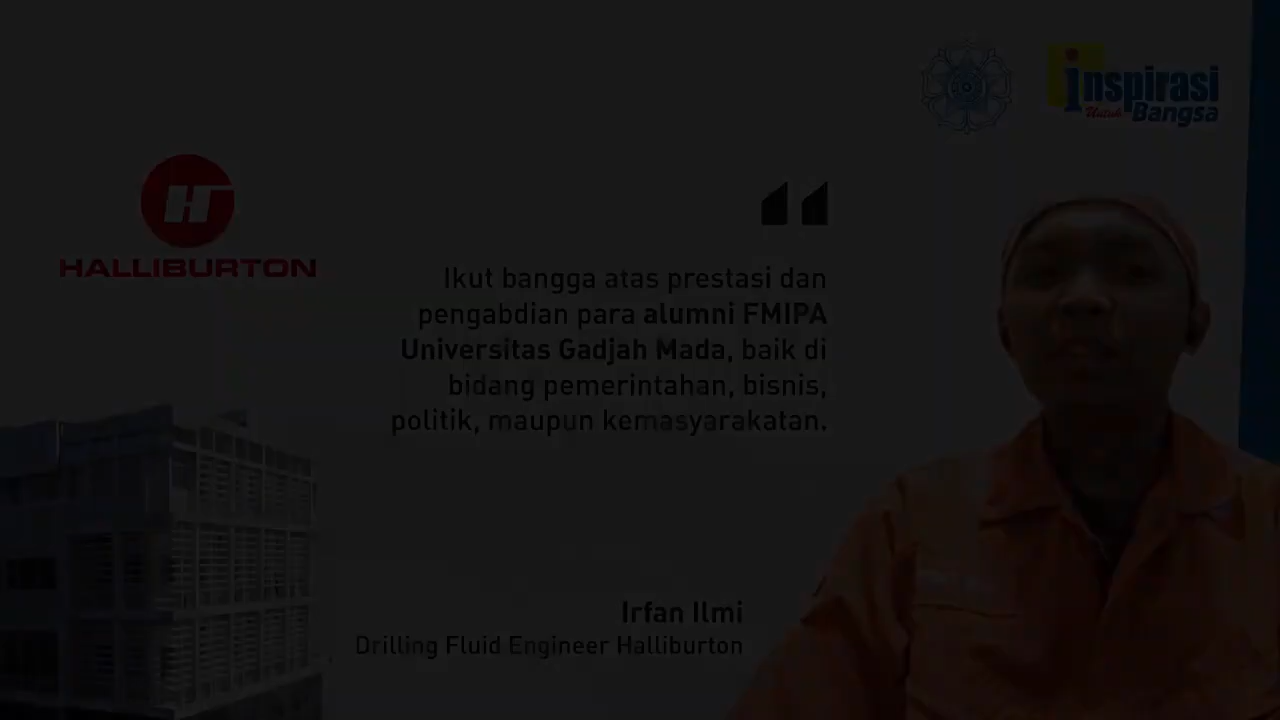 inspirasi
Untuk Bangsa
H
HALLIBURTON
Ikut bangga atas prestasi dan
pengabdian para alumni FMIPA
Universitas Gadjah Mada, baik di
bidang pemerintahan, bisnis,
politik, maupun kemasyarakatan.
Irfan Ilmi
Drilling Fluid Engineer Halliburton